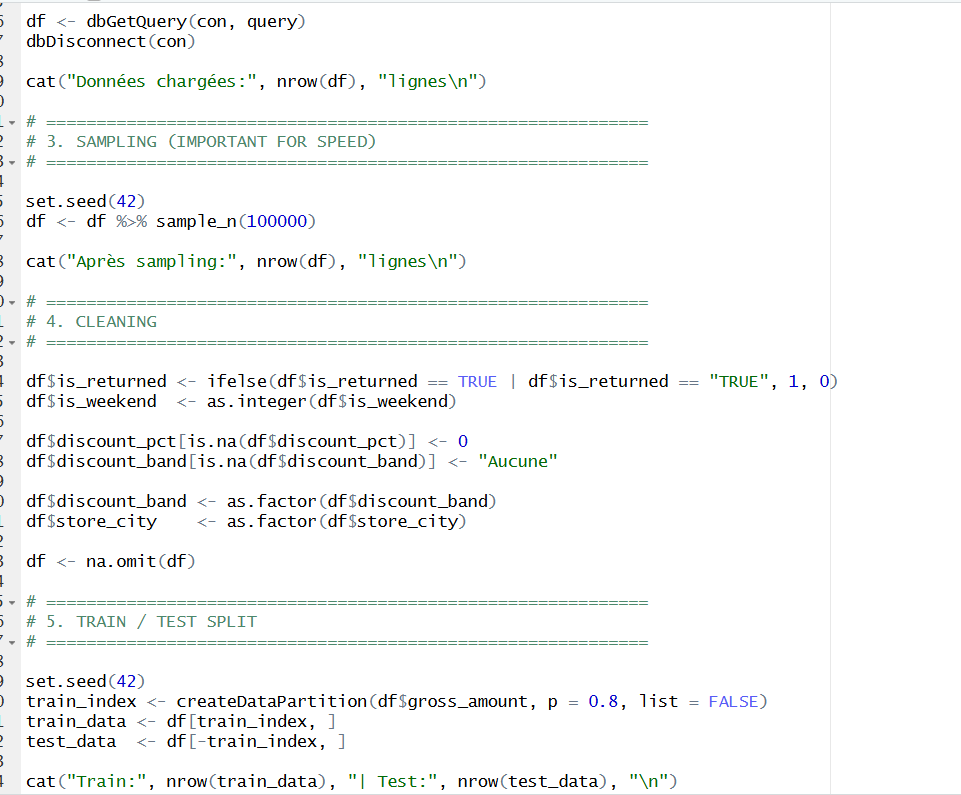 df <- dbGetQuery(con, query)
dbDisconnect(con)
cat("Données chargées:", nrow(df), "lignes\n")
# ============================================================
# 3. SAMPLING (IMPORTANT FOR SPEED)
# ============================================================
set.seed(42)
df <- df %>% sample_n(100000)
cat("Après sampling:", nrow(df), "lignes\n")
# ============================================================
# 4. CLEANING
# ============================================================
df$is_returned <- ifelse(df$is_returned == TRUE | df$is_returned == "TRUE", 1, 0)
df$is_weekend  <- as.integer(df$is_weekend)
df$discount_pct[is.na(df$discount_pct)] <- 0
df$discount_band[is.na(df$discount_band)] <- "Aucune"
df$discount_band <- as.factor(df$discount_band)
df$store_city    <- as.factor(df$store_city)
df <- na.omit(df)
# ============================================================
# 5. TRAIN / TEST SPLIT
# ============================================================
set.seed(42)
train_index <- createDataPartition(df$gross_amount, p = 0.8, list = FALSE)
train_data <- df[train_index, ]
test_data  <- df[-train_index, ]
cat("Train:", nrow(train_data), "| Test:", nrow(test_data), "\n")